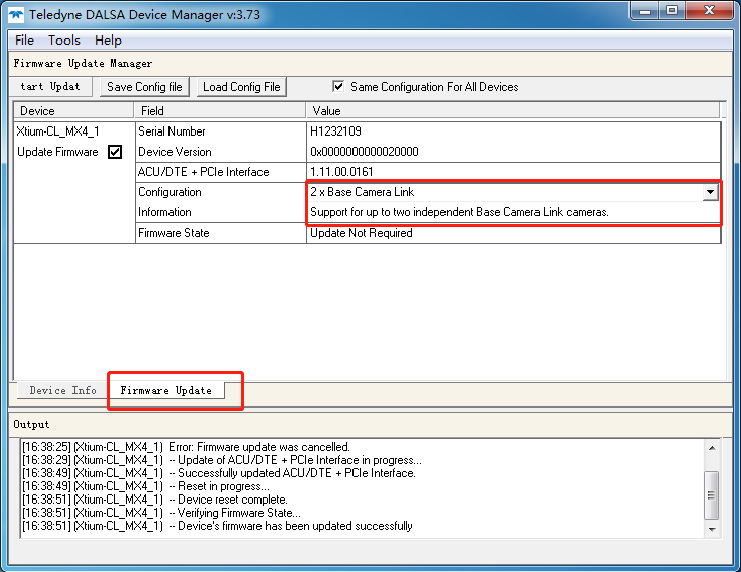 Teledyne DALSA Device Manager v:3.73
File Tools Help
Firmware Update Manager
tart Updat Save Config file Load Config File Same Configuration For All Devices
Device Field Value
Xtium-CL_MX4_1 Serial Number H1232109
Update Firmware Device Version 0x0000000000020000
ACU/DTE + PCIe Interface 1.11.00.0161
Configuration 2 x Base Camera Link
Information Support for up to two independent Base Camera Link cameras.
Firmware State Update Not Required
Device Info Firmware Update
Output
[16:38:25] (Xtium-CL_MX4_1) Error: Firmware update was cancelled.
[16:38:29] (Xtium-CL_MX4_1) -- Update of ACU/DTE + PCIe Interface in progress...
[16:38:49] (Xtium-CL_MX4_1) -- Successfully updated ACU/DTE + PCIe Interface.
[16:38:49] (Xtium-CL_MX4_1) -- Reset in progress...
[16:38:51] (Xtium-CL_MX4_1) -- Device reset complete.
[16:38:51] (Xtium-CL_MX4_1) -- Verifying Firmware State...
[16:38:51] (Xtium-CL_MX4_1) -- Device's firmware has been updated successfully